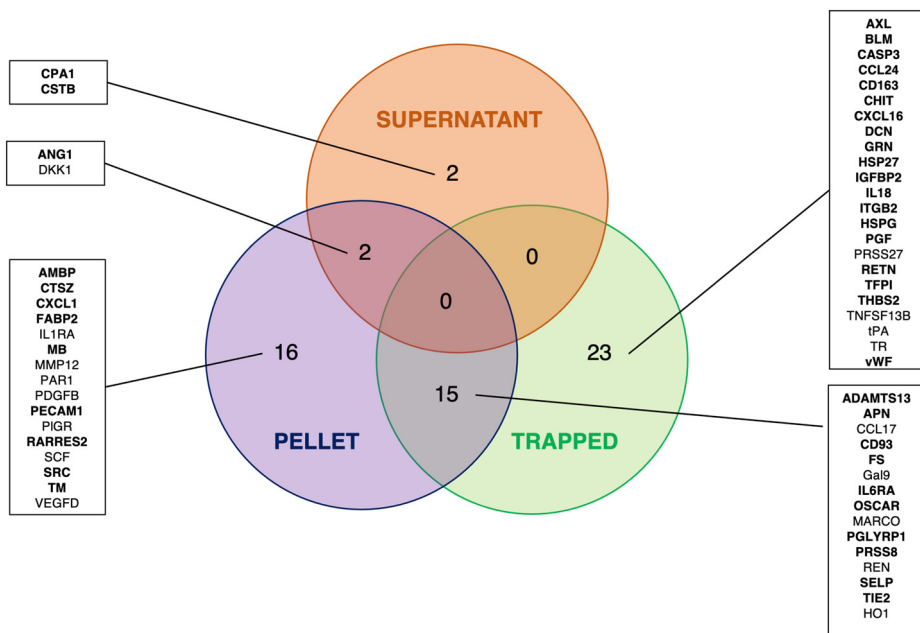 CPA1
CSTB
ANG1
DKK1
AMBP
CTSZ
CXCL1
FABP2
IL1RA
MB
MMP12
PAR1
PDGFB
PECAM1
PIGR
RARRES2
SCF
SRC
TM
VEGFD
SUPERNATANT
2
2
0
0
16
23
15
PELLET
TRAPPED
AXL
BLM
CASP3
CCL24
CD163
CHIT
CXCL16
DCN
GRN
HSP27
IGFBP2
IL18
ITGB2
HSPG
PGF
PRSS27
RETN
TFPI
THBS2
TNFSF13B
tPA
TR
vWF
ADAMTS13
APN
CCL17
CD93
FS
Gal9
IL6RA
OSCAR
MARCO
PGLYRP1
PRSS8
REN
SELP
TIE2
HO1